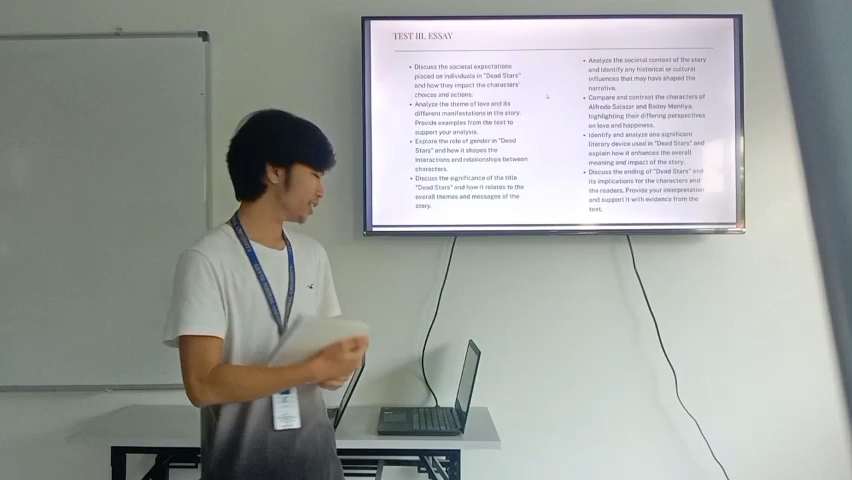 TEST III. ESSAY
• Discuss the societal expectations
placed on individuals in "Dead Stars"
and how they impact the characters'
choices and actions.
• Analyze the theme of love and its
different manifestations in the story.
Provide examples from the text to
support your analysis.
• Explore the role of gender in "Dead
Stars" and how it shapes the
interactions and relationships between
characters.
• Discuss the significance of the title
"Dead Stars" and how it relates to the
overall themes and messages of the
story.
• Analyze the societal context of the story
and identify any historical or cultural
influences that may have shaped the
narrative.
• Compare and contrast the characters of
Alfredo Salazar and Badoy Montiya,
highlighting their differing perspectives
on love and happiness.
• Identify and analyze one significant
literary device used in "Dead Stars" and
explain how it enhances the overall
meaning and impact of the story.
• Discuss the ending of "Dead Stars" and
its implications for the characters and
the readers. Provide your interpretation
and support it with evidence from the
text.